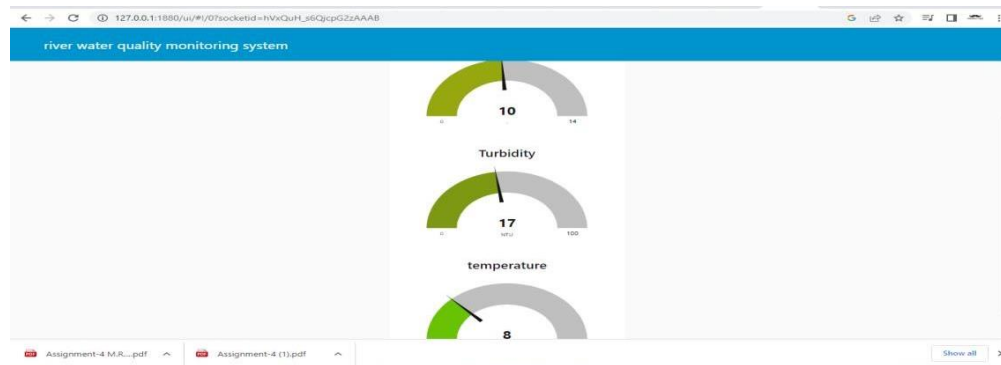 127.0.0.1:1880/ui/#!/0?socketid=hVxQuH_s6QjcpG2zAAAB
river water quality monitoring system
10
0
14
Turbidity
17
0
NTU
100
temperature
8
Assignment-4 M.R....pdf
Assignment-4 (1).pdf
Show all